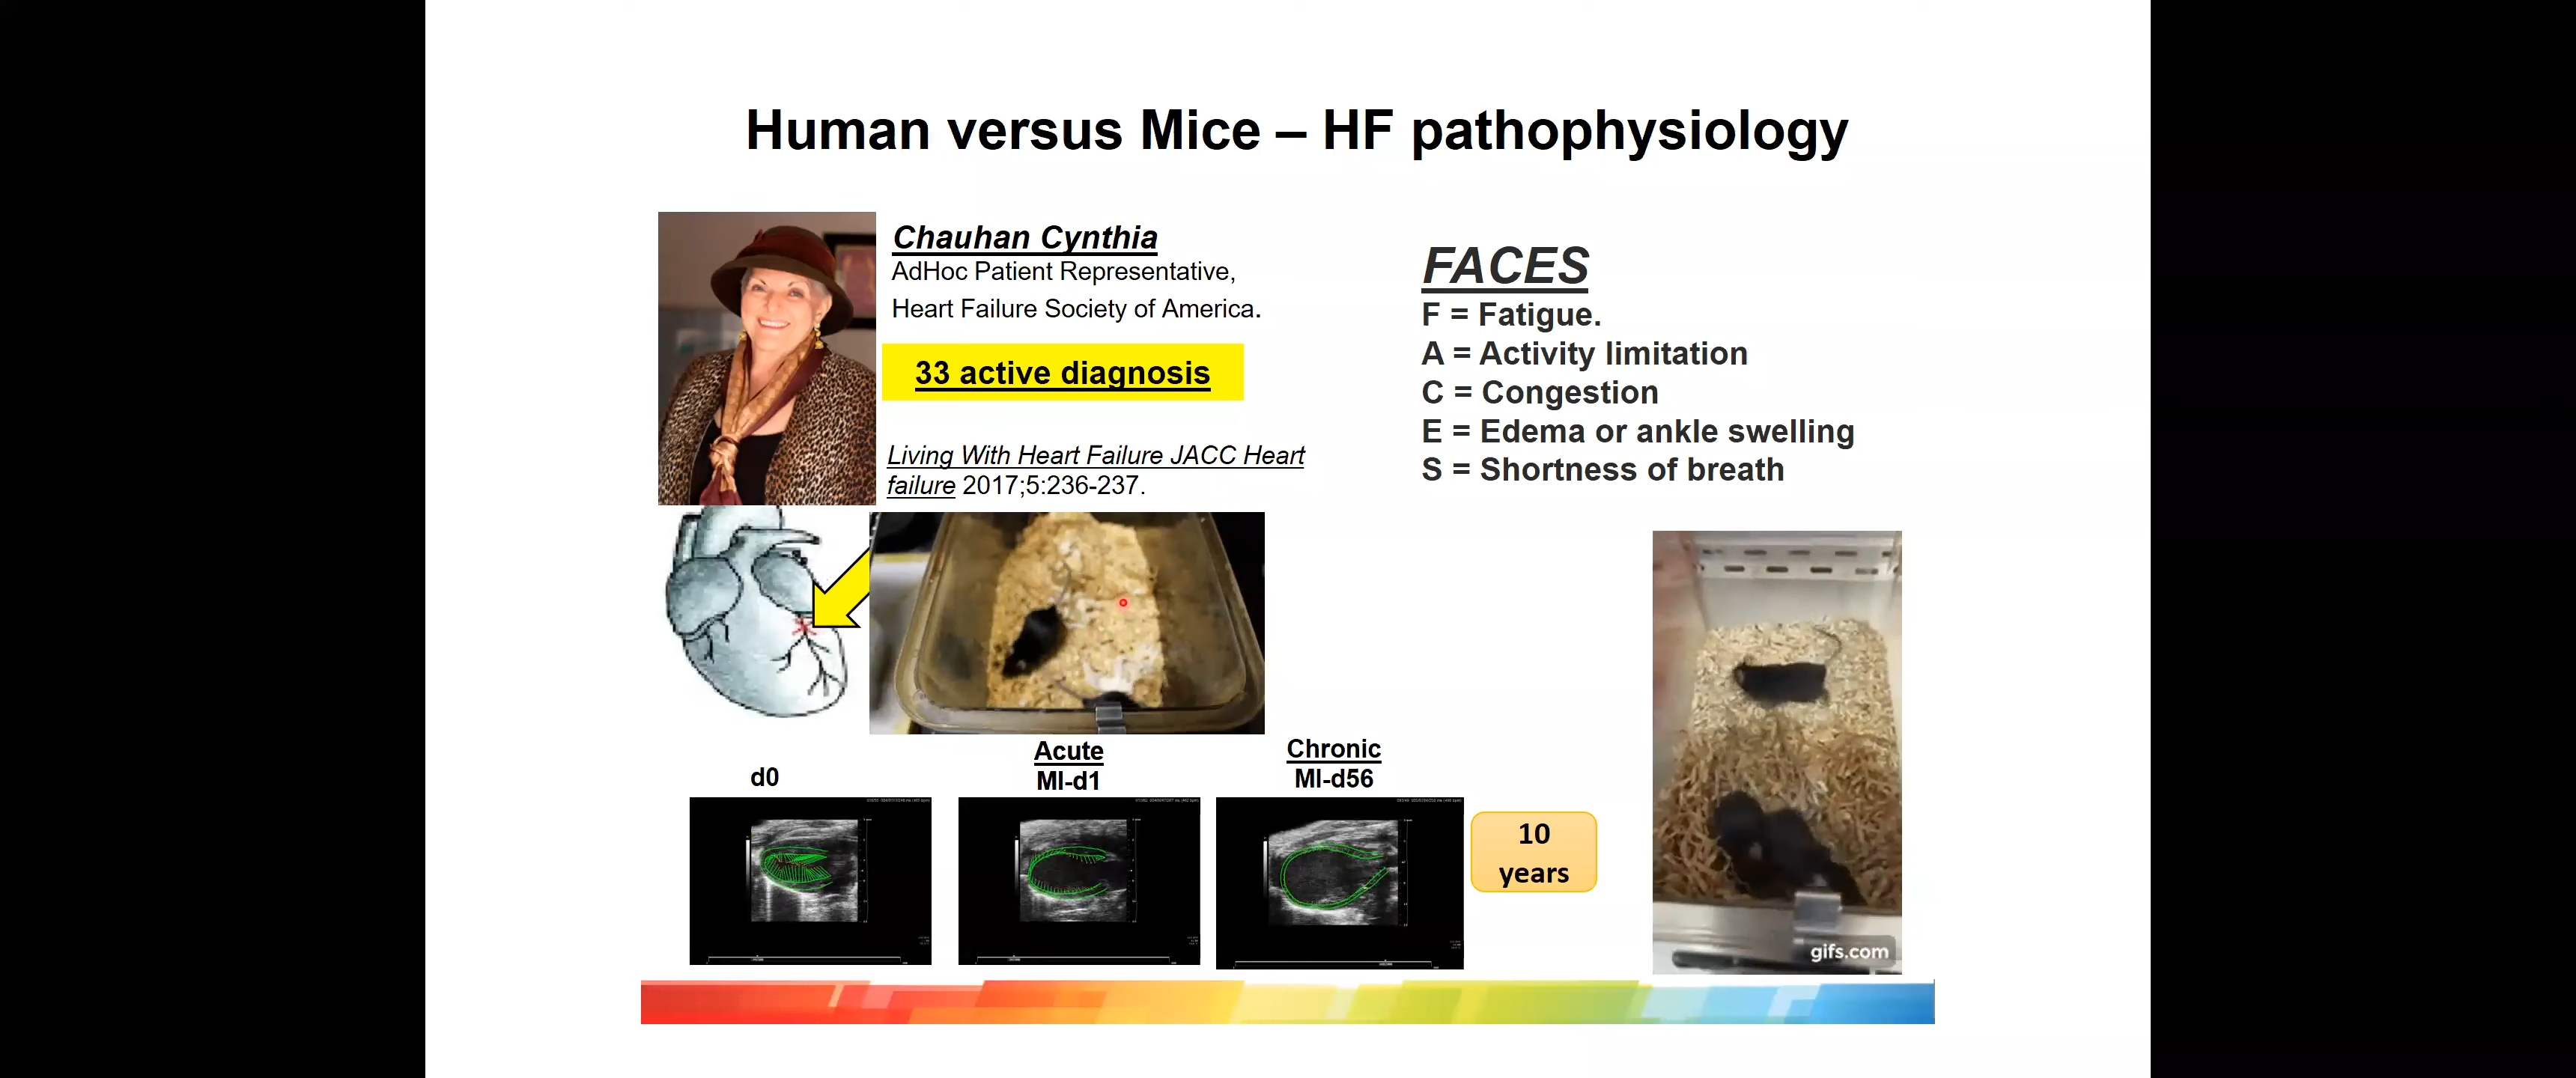 Human versus Mice – HF pathophysiology
Chauhan Cynthia
AdHoc Patient Representative,
Heart Failure Society of America.
33 active diagnosis
Living With Heart Failure JACC Heart
failure 2017;5:236-237.
FACES
F = Fatigue.
A = Activity limitation
C = Congestion
E = Edema or ankle swelling
S = Shortness of breath
d0
Acute
MI-d1
Chronic
MI-d56
10
years
gifs.com